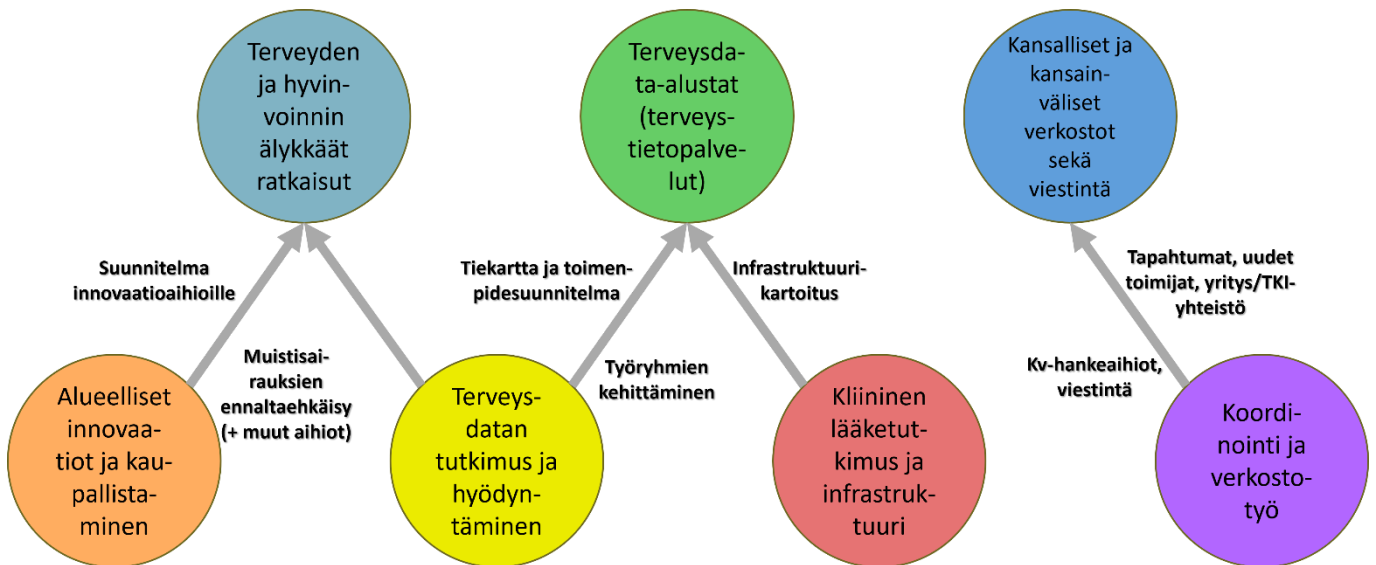 Terveyden
ja hyvin-
voinnin
älykkäät
ratkaisut
Terveysda-
ta-alustat
(terveys-
tietopalve-
lut)
Kansalliset ja
kansain-
väliset
verkostot
sekä
viestintä
Suunnitelma
innovaatioaihioille
Tiekartta ja toimen-
pidesuunnitelma
Infrastruktuuri-
kartoitus
Tapahtumat, uudet
toimijat, yritys/TKI-
yhteistö
Muistisai-
rauksien
ennaltaehkäisy
(+ muut aihiot)
Työryhmien
kehittäminen
Kv-hankeaihiot,
viestintä
Alueelliset
innovaa-
tiot ja kau-
pallista-
minen
Terveys-
datan
tutkimus ja
hyödyn-
täminen
Kliininen
lääketut-
kimus ja
infrastruk-
tuuri
Koordi-
nointi ja
verkosto-
työ